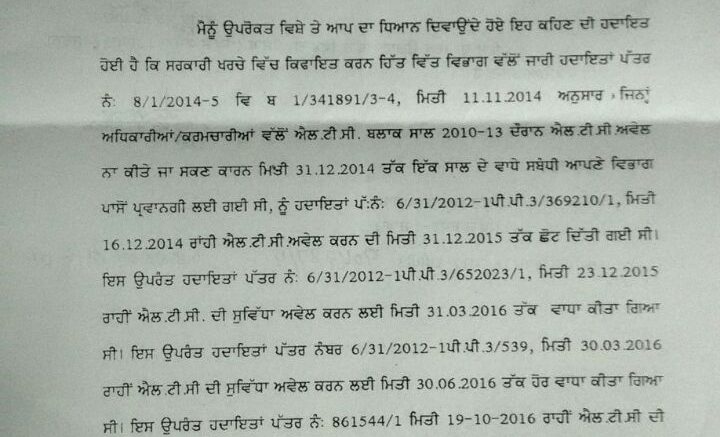 ਮੈਨੂੰ ਉਪਰੋਕਤ ਵਿਸ਼ੇ ਤੇ ਆਪ ਦਾ ਧਿਆਨ ਦਿਵਾਉਂਦੇ ਹੋਏ ਇਹ ਕਹਿਣ ਦੀ ਹਦਾਇਤ
ਹੋਈ ਹੈ ਕਿ ਸਰਕਾਰੀ ਖਰਚੇ ਵਿੱਚ ਕਿਫਾਇਤ ਕਰਨ ਹਿੱਤ ਵਿੱਤ ਵਿਭਾਗ ਵੱਲੋਂ ਜਾਰੀ ਹਦਾਇਤਾਂ ਪੱਤਰ
ਨੰ: 8/1/2014-5 ਵਿ ਬ 1/341891/3-4, ਮਿਤੀ 11.11.2014 ਅਨੁਸਾਰ, ਜਿਨ੍ਹਾਂ
ਅਧਿਕਾਰੀਆਂ/ਕਰਮਚਾਰੀਆਂ ਵੱਲੋਂ ਐਲ.ਟੀ.ਸੀ. ਬਲਾਕ ਸਾਲ 2010-13 ਦੌਰਾਨ ਐਲ.ਟੀ.ਸੀ ਅਵੇਲ
ਨਾ ਕੀਤੇ ਜਾ ਸਕਣ ਕਾਰਨ ਮਿਤੀ 31.12.2014 ਤੱਕ ਇੱਕ ਸਾਲ ਦੇ ਵਾਧੇ ਸਬੰਧੀ ਆਪਣੇ ਵਿਭਾਗ
ਪਾਸੋਂ ਪ੍ਰਵਾਨਗੀ ਲਈ ਗਈ ਸੀ, ਨੂੰ ਹਦਾਇਤਾਂ ਪੱ:ਨੰ: 6/31/2012-1ਪੀ.ਪੀ.3/369210/1, ਮਿਤੀ
16.12.2014 ਰਾਂਹੀ ਐਲ.ਟੀ.ਸੀ.ਅਵੇਲ ਕਰਨ ਦੀ ਮਿਤੀ 31.12.2015 ਤੱਕ ਛੋਟ ਦਿੱਤੀ ਗਈ ਸੀ।
ਇਸ ਉਪਰੰਤ ਹਦਾਇਤਾਂ ਪੱਤਰ ਨੰ: 6/31/2012-1ਪੀ.ਪੀ.3/652023/1, ਮਿਤੀ 23.12.2015
ਰਾਹੀਂ ਐਲ.ਟੀ.ਸੀ. ਦੀ ਸੁਵਿੱਧਾ ਅਵੇਲ ਕਰਨ ਲਈ ਮਿਤੀ 31.03.2016 ਤੱਕ ਵਾਧਾ ਕੀਤਾ ਗਿਆ
ਸੀ। ਇਸ ਉਪਰੰਤ ਹਦਾਇਤਾਂ ਪੱਤਰ ਨੰਬਰ 6/31/2012-1ਪੀ.ਪੀ.3/539, ਮਿਤੀ 30.03.2016
ਰਾਹੀਂ ਐਲ.ਟੀ.ਸੀ ਦੀ ਸੁਵਿੱਧਾ ਅਵੇਲ ਕਰਨ ਲਈ ਮਿਤੀ 30.06.2016 ਤੱਕ ਹੋਰ ਵਾਧਾ ਕੀਤਾ ਗਿਆ
ਸੀ। ਇਸ ਉਪਰੰਤ ਹਦਾਇਤਾਂ ਪੱਤਰ ਨੰ: 861544/1 ਮਿਤੀ 19-10-2016 ਰਾਹੀਂ ਐਲ.ਟੀ.ਸੀ ਦੀ